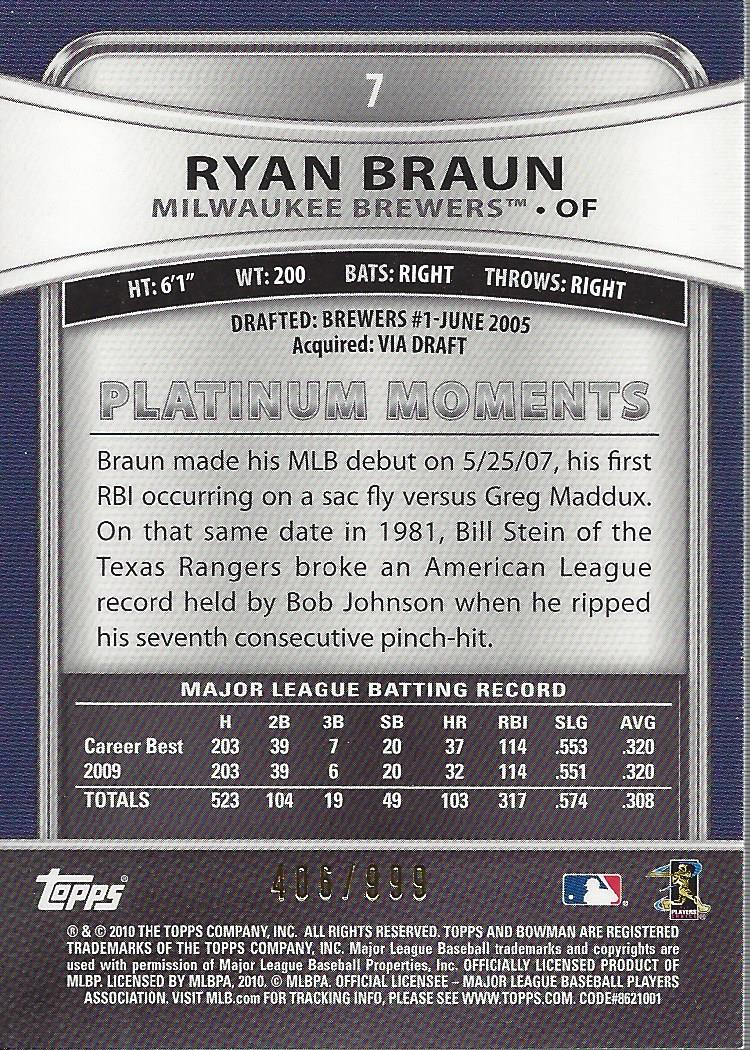 7
RYAN BRAUN
MILWAUKEE BREWERS™ • OF
HT: 6'1" WT: 200 BATS: RIGHT THROWS: RIGHT
DRAFTED: BREWERS #1-JUNE 2005
Acquired: VIA DRAFT
PLATINUM MOMENTS
Braun made his MLB debut on 5/25/07, his first
RBI occurring on a sac fly versus Greg Maddux.
On that same date in 1981, Bill Stein of the
Texas Rangers broke an American League
record held by Bob Johnson when he ripped
his seventh consecutive pinch-hit.
MAJOR LEAGUE BATTING RECORD
H 2B 3B SB HR RBI SLG AVG
Career Best 203 39 7 20 37 114 .553 .320
2009 203 39 6 20 32 114 .551 .320
TOTALS 523 104 19 49 103 317 .574 .308
topps® 406/999 ® PLAYERS ®
® & © 2010 THE TOPPS COMPANY, INC. ALL RIGHTS RESERVED. TOPPS AND BOWMAN ARE REGISTERED
TRADEMARKS OF THE TOPPS COMPANY, INC. Major League Baseball trademarks and copyrights are
used with permission of Major League Baseball Properties, Inc. OFFICIALLY LICENSED PRODUCT OF
MLBP. LICENSED BY MLBPA, 2010. © MLBPA. OFFICIAL LICENSEE – MAJOR LEAGUE BASEBALL PLAYERS
ASSOCIATION. VISIT MLB.com FOR TRACKING INFO, PLEASE SEE WWW.TOPPS.COM. CODE#8621001